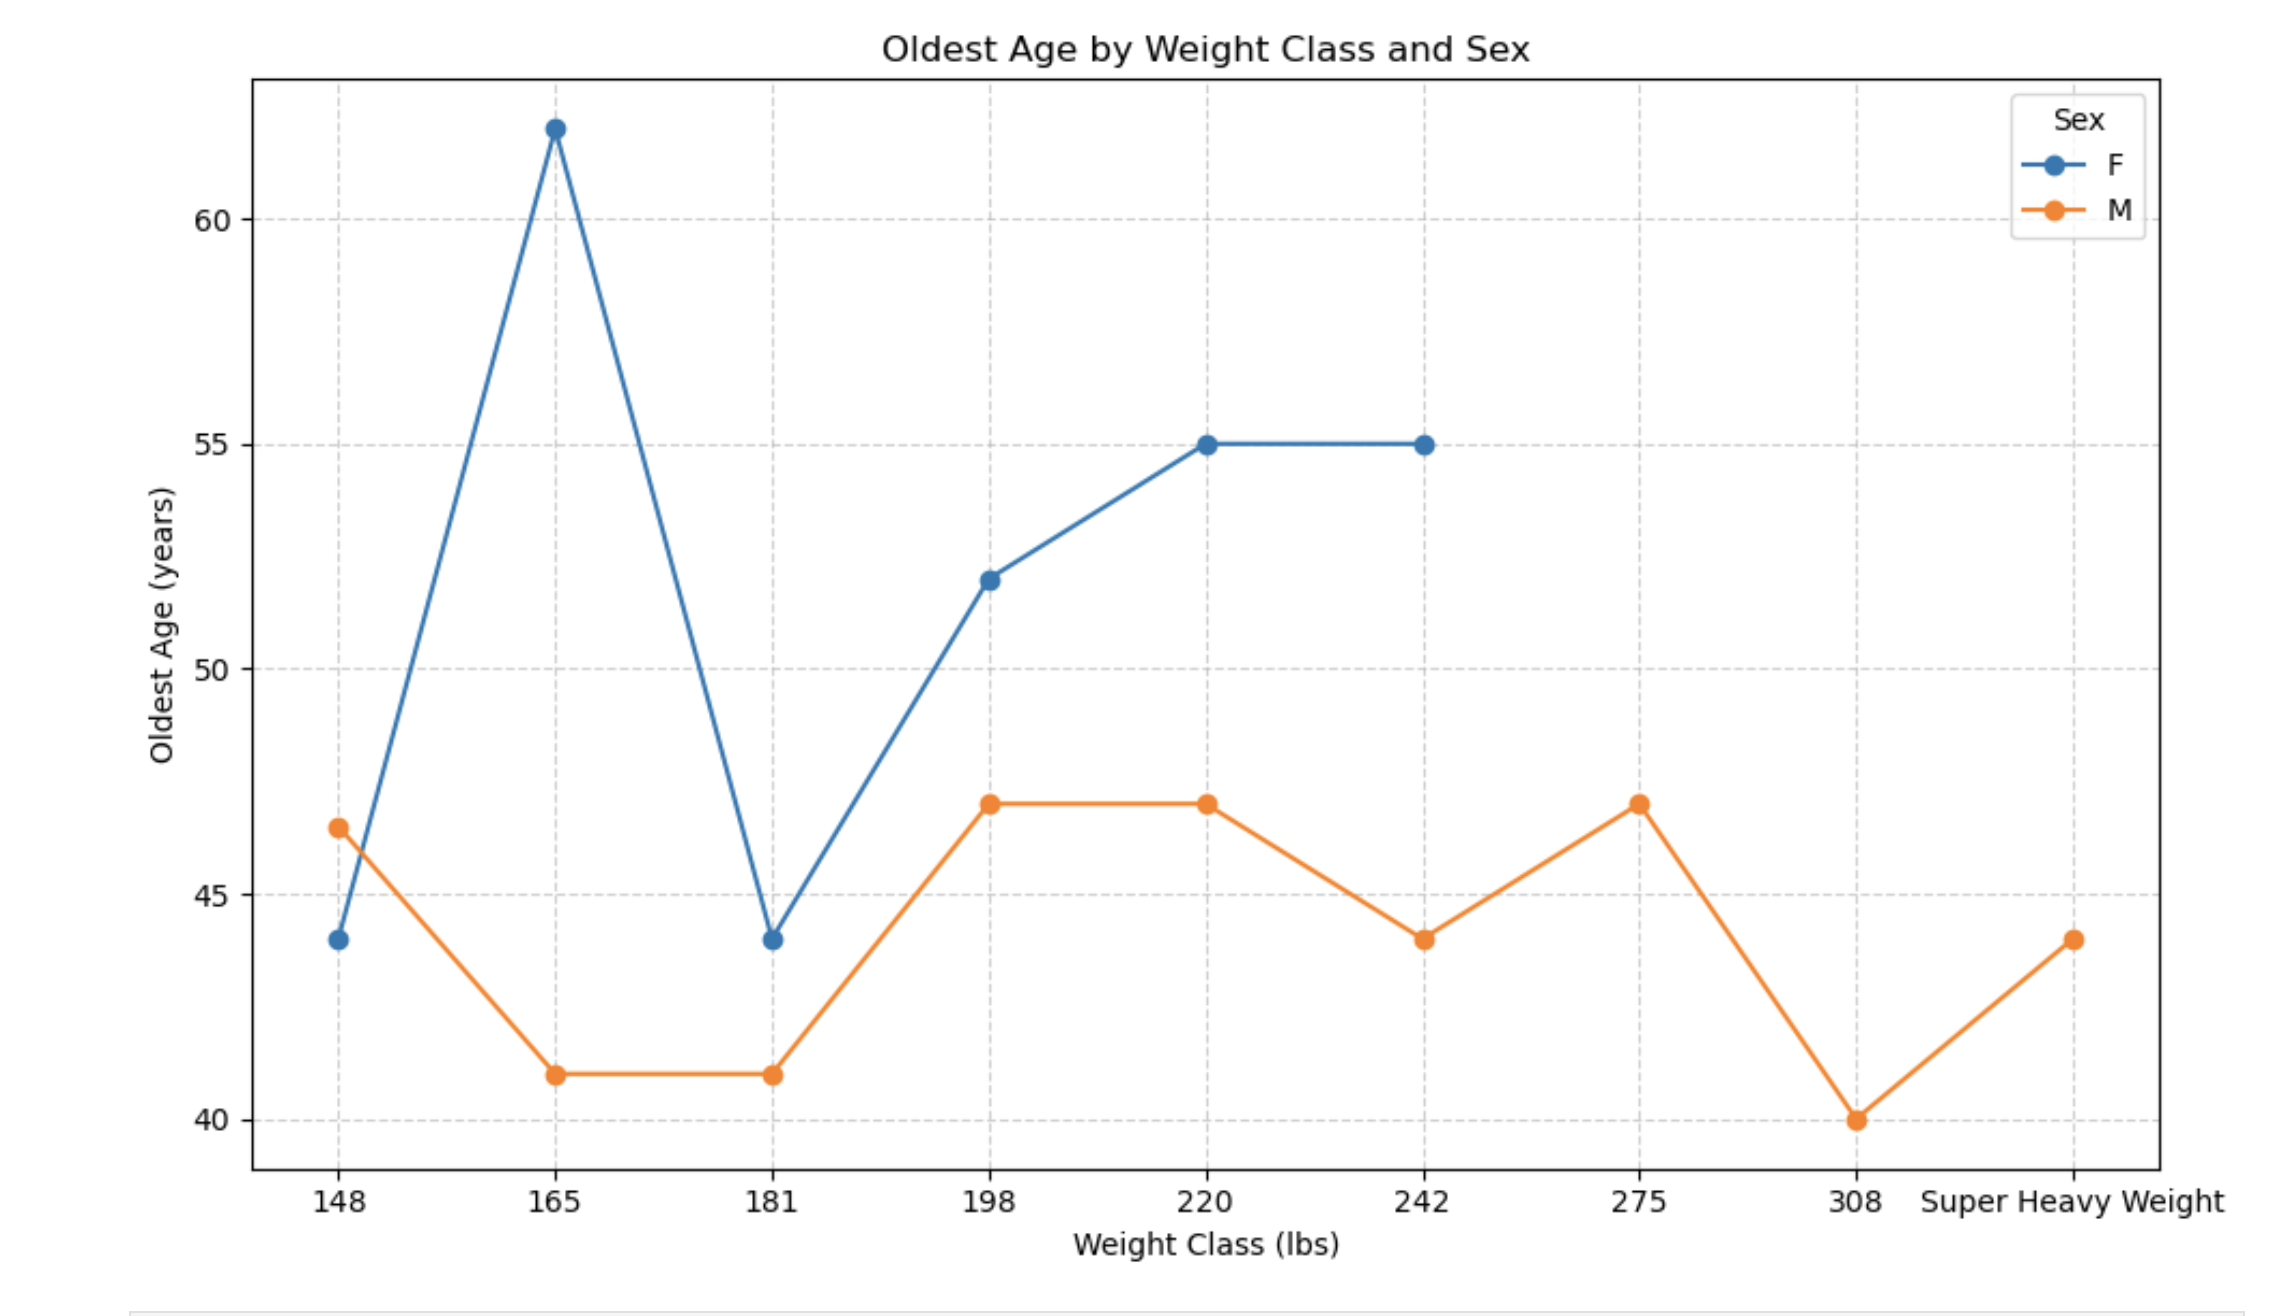 Oldest Age by Weight Class and Sex
Sex
F
M
60
55
50
45
40
Oldest Age (years)
148 165 181 198 220 242 275 308 Super Heavy Weight
Weight Class (lbs)